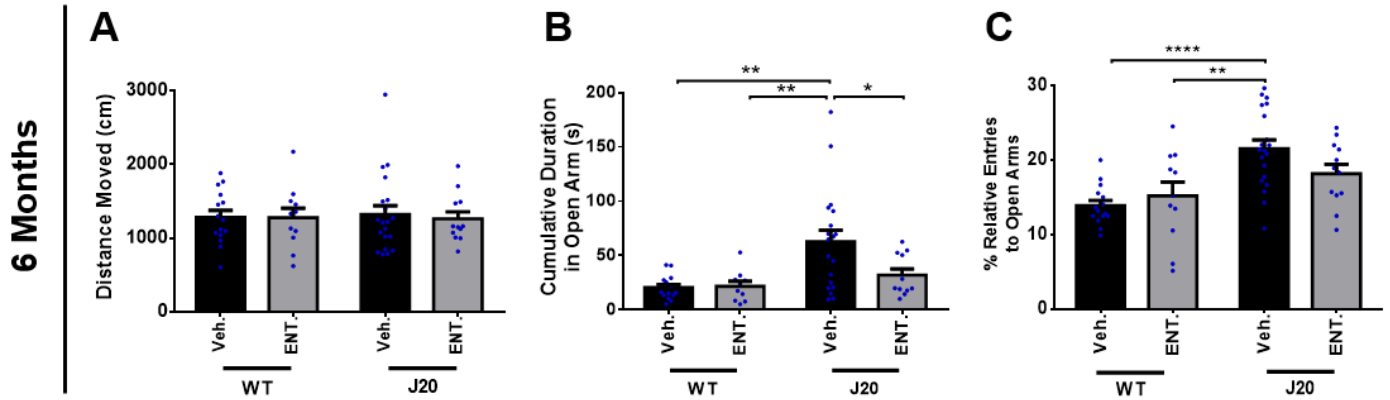 6 Months
A
Distance Moved (cm)
3000
2000
1000
0
Veh.
ENT.
Veh.
ENT.
WT
J20
B
Cumulative Duration
in Open Arm (s)
200
150
100
50
0
**
**
*
Veh.
ENT.
Veh.
ENT.
WT
J20
C
% Relative Entries
to Open Arms
30
20
10
0
****
**
Veh.
ENT.
Veh.
ENT.
WT
J20